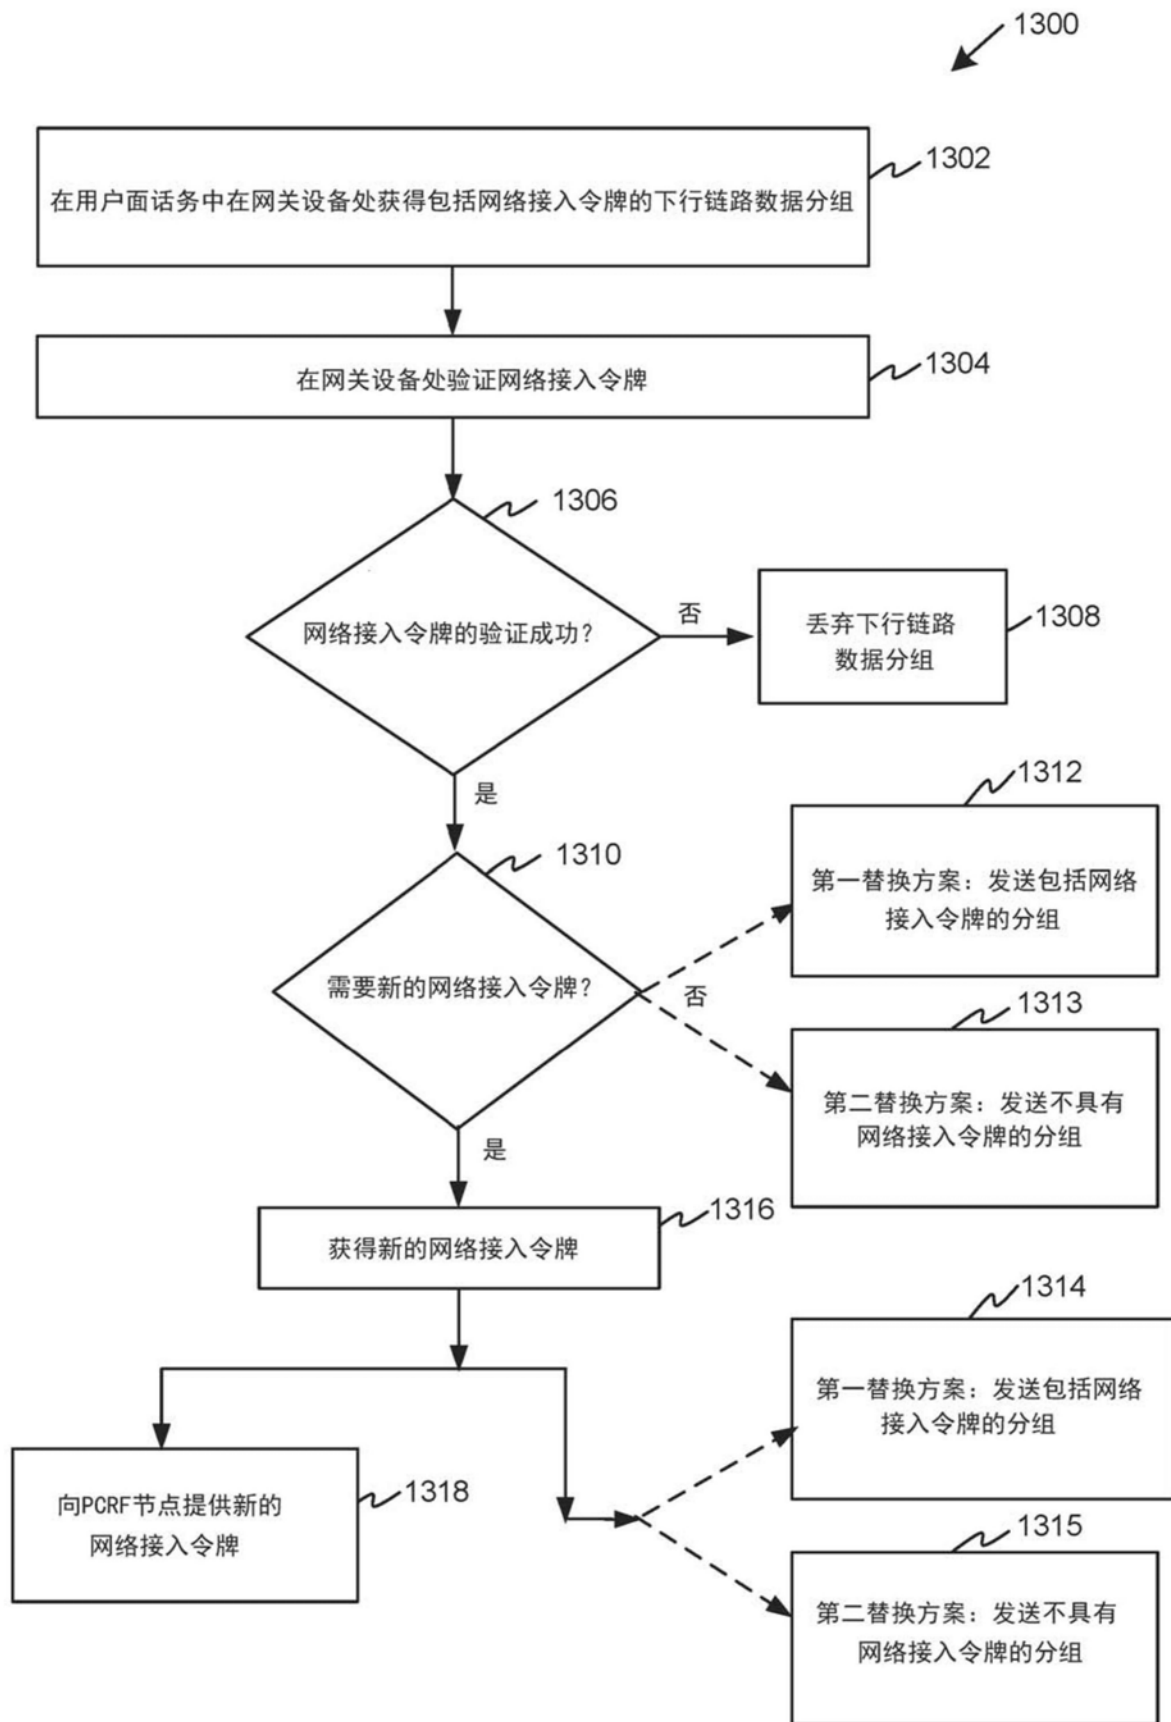 1300
1302
在用户面话务中在网关设备处获得包括网络接入令牌的下行链路数据分组
1304
在网关设备处验证网络接入令牌
1306
网络接入令牌的验证成功？
否
丢弃下行链路
数据分组
1308
是
1310
需要新的网络接入令牌？
否
1312
第一替换方案：发送包括网络
接入令牌的分组
1313
第二替换方案：发送不具有
网络接入令牌的分组
是
1316
获得新的网络接入令牌
1314
第一替换方案：发送包括网络
接入令牌的分组
1318
向PCRF节点提供新的
网络接入令牌
1315
第二替换方案：发送不具有
网络接入令牌的分组